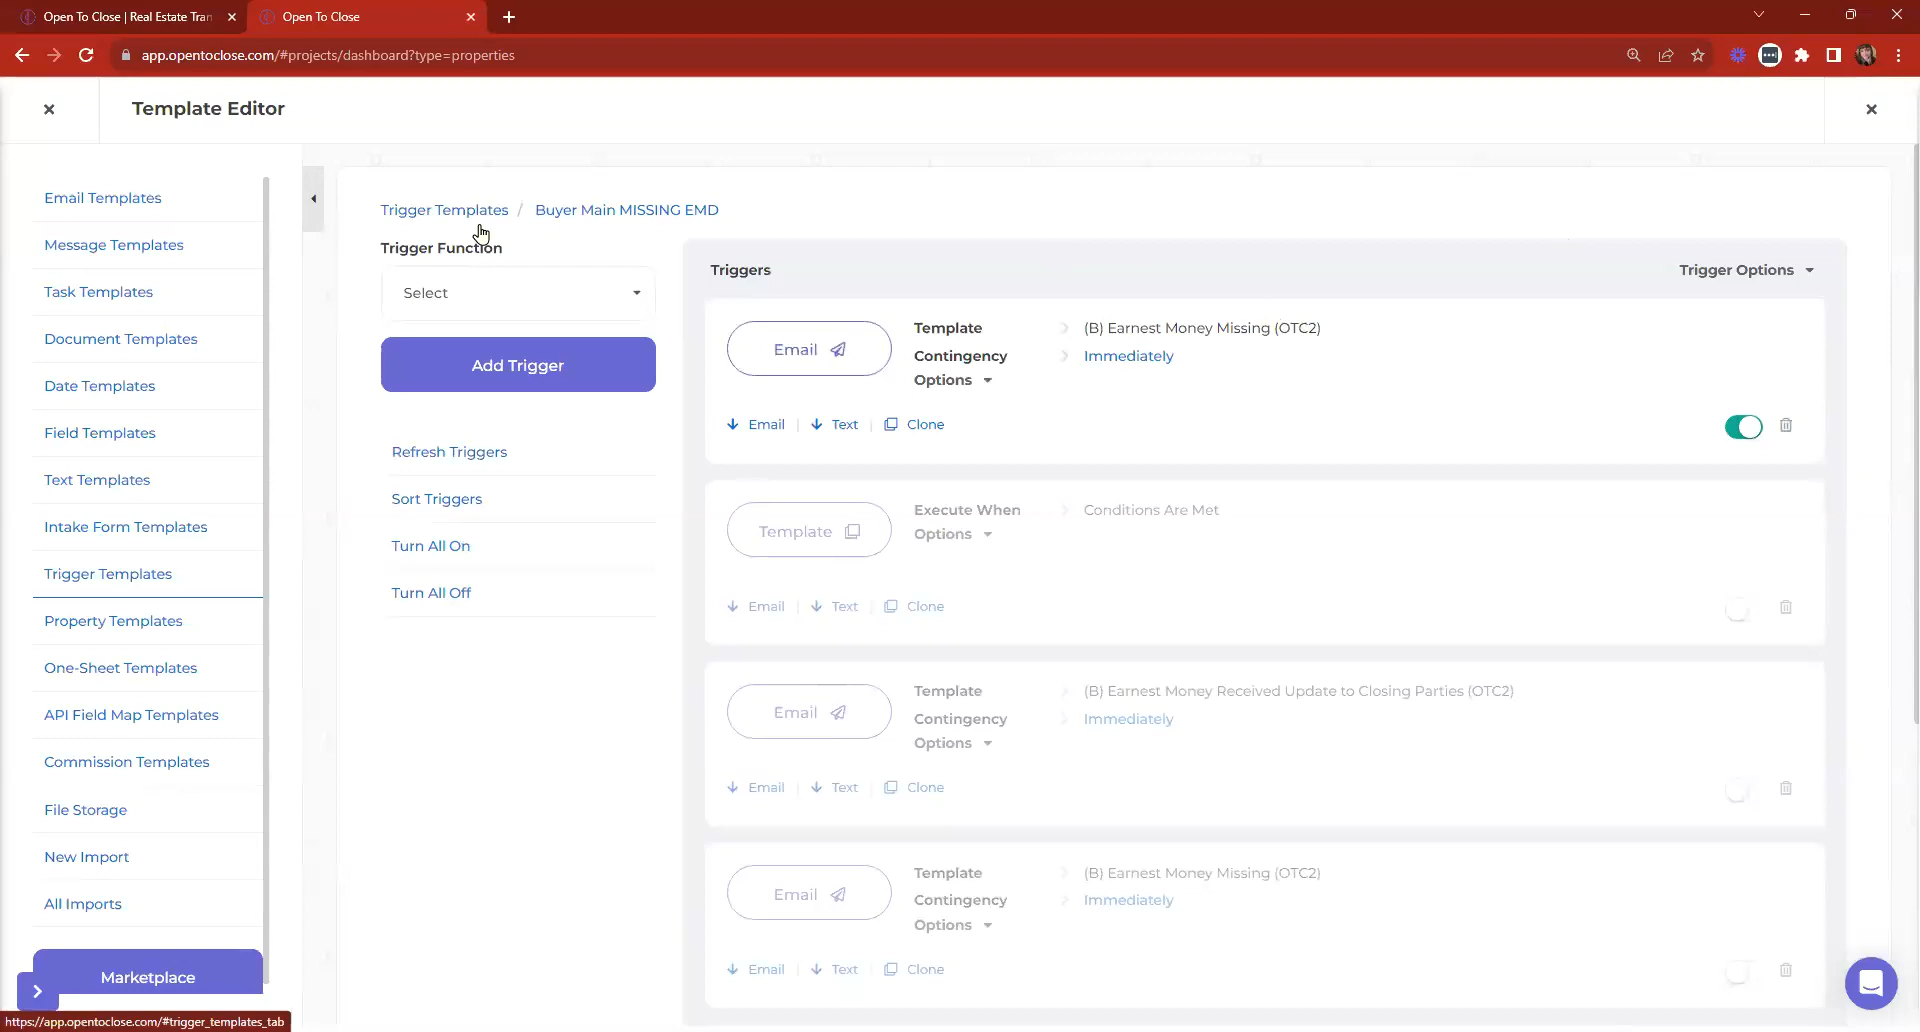 Open To Close | Real Estate Tran
Open To Close
app.opentoclose.com/#projects/dashboard?type=properties
Template Editor
Email Templates
Message Templates
Task Templates
Document Templates
Date Templates
Field Templates
Text Templates
Intake Form Templates
Trigger Templates
Property Templates
One-Sheet Templates
API Field Map Templates
Commission Templates
File Storage
New Import
All Imports
Marketplace
Trigger Templates / Buyer Main MISSING EMD
Trigger Function
Select
Add Trigger
Refresh Triggers
Sort Triggers
Turn All On
Turn All Off
Triggers
Trigger Options
Email
Template (B) Earnest Money Missing (OTC2)
Contingency Immediately
Options
Email | Text | Clone
Template
Execute When Conditions Are Met
Options
Email | Text | Clone
Email
Template (B) Earnest Money Received Update to Closing Parties (OTC2)
Contingency Immediately
Options
Email | Text | Clone
Email
Template (B) Earnest Money Missing (OTC2)
Contingency Immediately
Options
Email | Text | Clone
https://app.opentoclose.com/#trigger_templates_tab